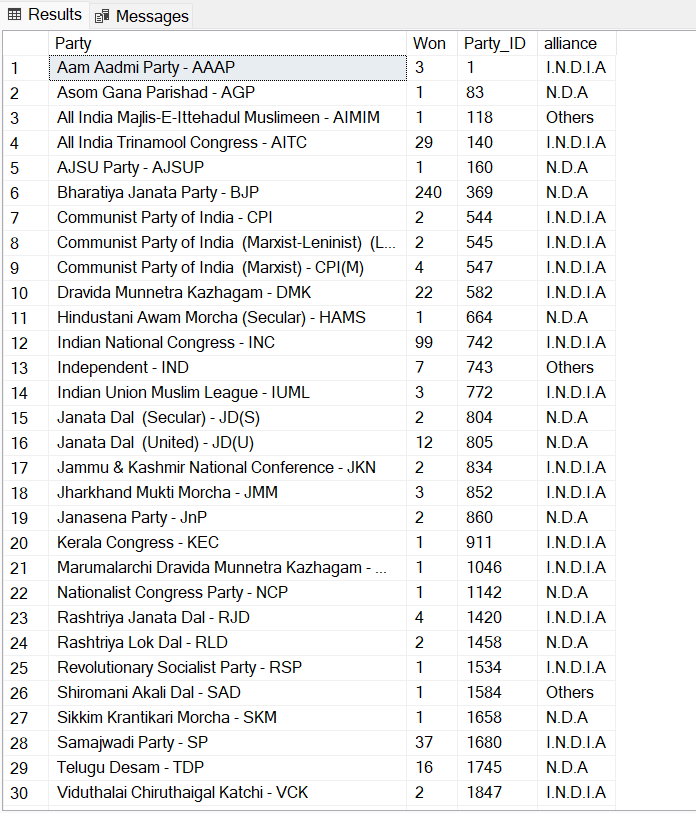 Results Messages
Party Won Party_ID alliance
1 Aam Aadmi Party - AAAP 3 1 I.N.D.I.A
2 Asom Gana Parishad - AGP 1 83 N.D.A
3 All India Majlis-E-Ittehadul Muslimeen - AIMIM 1 118 Others
4 All India Trinamool Congress - AITC 29 140 I.N.D.I.A
5 AJSU Party - AJSUP 1 160 N.D.A
6 Bharatiya Janata Party - BJP 240 369 N.D.A
7 Communist Party of India - CPI 2 544 I.N.D.I.A
8 Communist Party of India (Marxist-Leninist) (L... 2 545 I.N.D.I.A
9 Communist Party of India (Marxist) - CPI(M) 4 547 I.N.D.I.A
10 Dravida Munnetra Kazhagam - DMK 22 582 I.N.D.I.A
11 Hindustani Awam Morcha (Secular) - HAMS 1 664 N.D.A
12 Indian National Congress - INC 99 742 I.N.D.I.A
13 Independent - IND 7 743 Others
14 Indian Union Muslim League - IUML 3 772 I.N.D.I.A
15 Janata Dal (Secular) - JD(S) 2 804 N.D.A
16 Janata Dal (United) - JD(U) 12 805 N.D.A
17 Jammu & Kashmir National Conference - JKN 2 834 I.N.D.I.A
18 Jharkhand Mukti Morcha - JMM 3 852 I.N.D.I.A
19 Janasena Party - JnP 2 860 N.D.A
20 Kerala Congress - KEC 1 911 I.N.D.I.A
21 Marumalarchi Dravida Munnetra Kazhagam - ... 1 1046 I.N.D.I.A
22 Nationalist Congress Party - NCP 1 1142 N.D.A
23 Rashtriya Janata Dal - RJD 4 1420 I.N.D.I.A
24 Rashtriya Lok Dal - RLD 2 1458 N.D.A
25 Revolutionary Socialist Party - RSP 1 1534 I.N.D.I.A
26 Shiromani Akali Dal - SAD 1 1584 Others
27 Sikkim Krantikari Morcha - SKM 1 1658 N.D.A
28 Samajwadi Party - SP 37 1680 I.N.D.I.A
29 Telugu Desam - TDP 16 1745 N.D.A
30 Viduthalai Chiruthaigal Katchi - VCK 2 1847 I.N.D.I.A